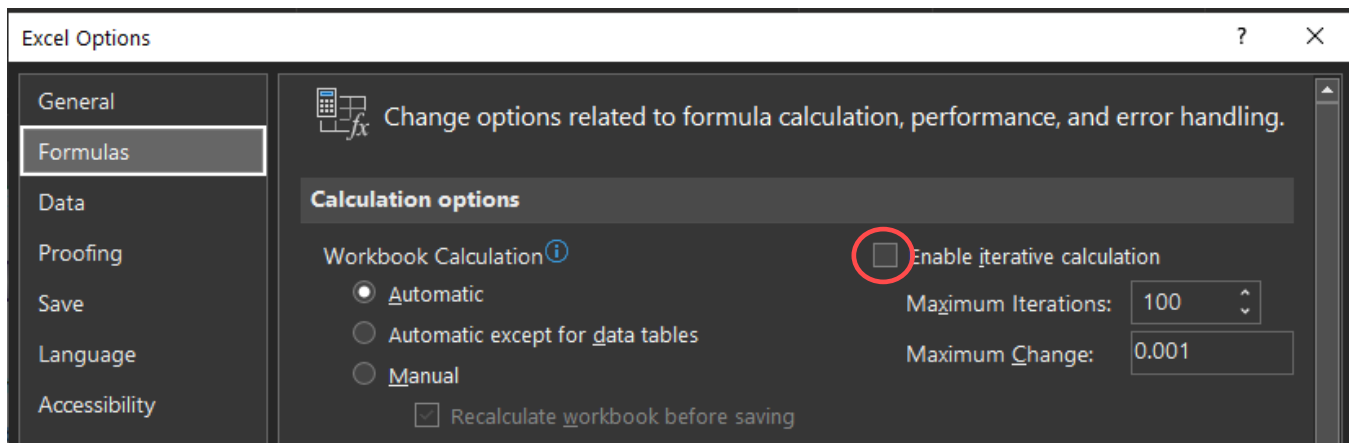 Excel Options ?
General
Formulas
Data
Proofing
Save
Language
Accessibility
fx Change options related to formula calculation, performance, and error handling.
Calculation options
Workbook Calculation
Automatic
Automatic except for data tables
Manual
Recalculate workbook before saving
Enable iterative calculation
Maximum Iterations: 100
Maximum Change: 0.001